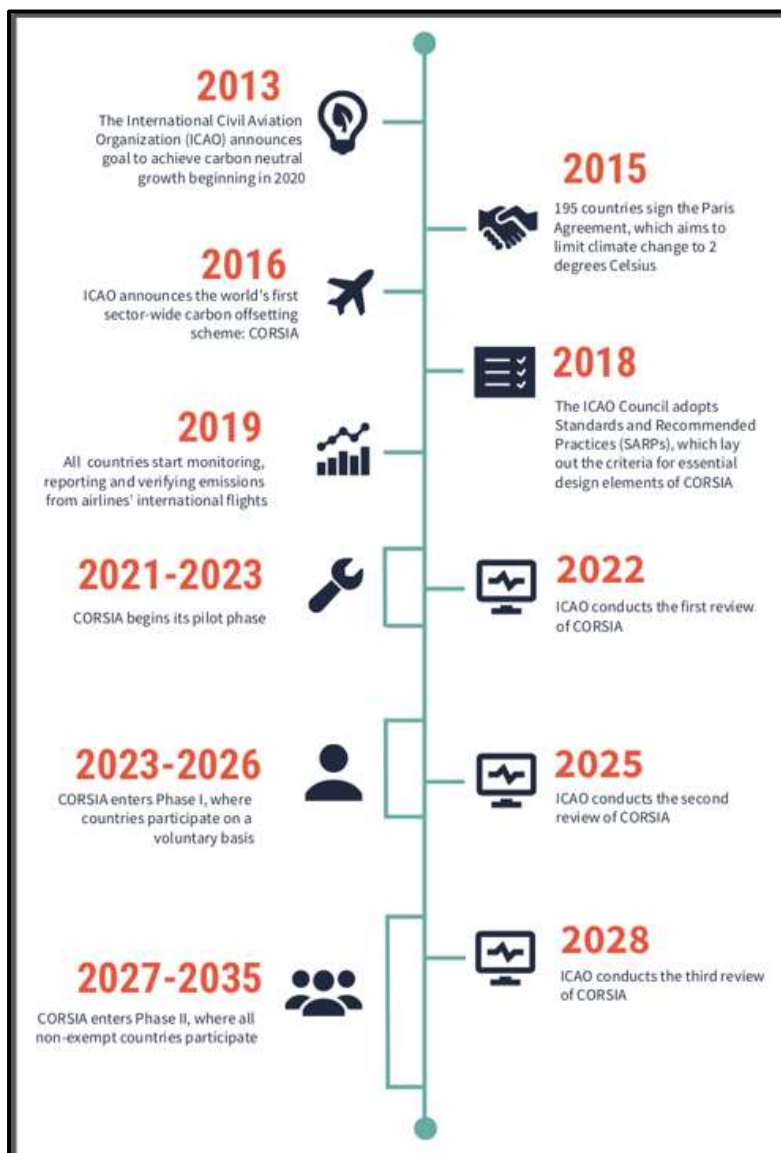 2013
The International Civil Aviation
Organization (ICAO) announces
goal to achieve carbon neutral
growth beginning in 2020
2015
195 countries sign the Paris
Agreement, which aims to
limit climate change to 2
degrees Celsius
2016
ICAO announces the world's first
sector-wide carbon offsetting
scheme: CORSIA
2018
The ICAO Council adopts
Standards and Recommended
Practices (SARPs), which lay
out the criteria for essential
design elements of CORSIA
2019
All countries start monitoring,
reporting and verifying emissions
from airlines' international flights
2021-2023
CORSIA begins its pilot phase
2022
ICAO conducts the first review
of CORSIA
2023-2026
CORSIA enters Phase I, where
countries participate on a
voluntary basis
2025
ICAO conducts the second
review of CORSIA
2027-2035
CORSIA enters Phase II, where all
non-exempt countries participate
2028
ICAO conducts the third review
of CORSIA